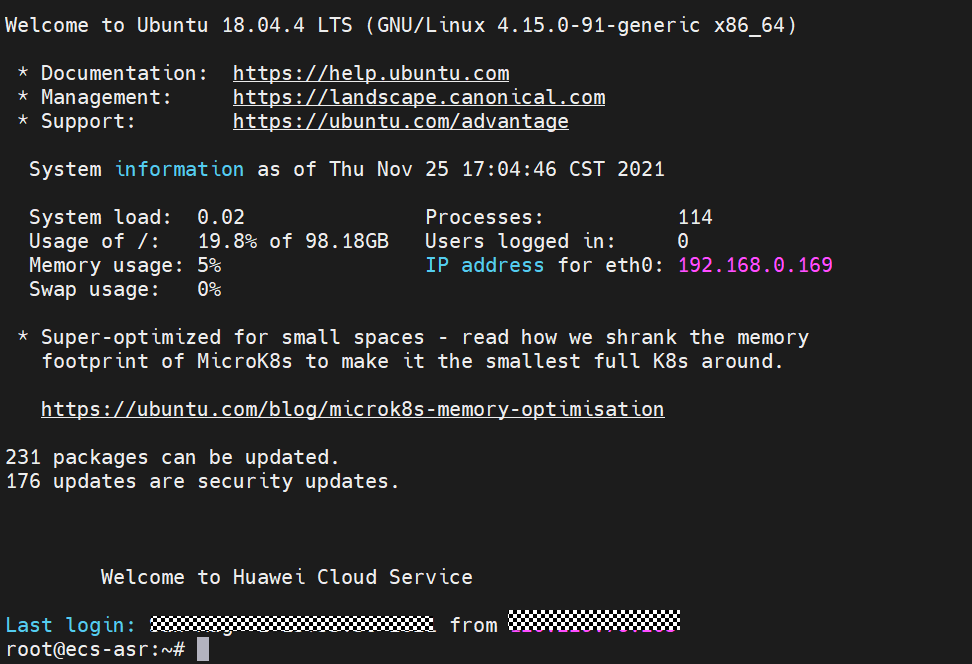 Welcome to Ubuntu 18.04.4 LTS (GNU/Linux 4.15.0-91-generic x86_64)
* Documentation: https://help.ubuntu.com
* Management: https://landscape.canonical.com
* Support: https://ubuntu.com/advantage
System information as of Thu Nov 25 17:04:46 CST 2021
System load: 0.02 Processes: 114
Usage of /: 19.8% of 98.18GB Users logged in: 0
Memory usage: 5% IP address for eth0: 192.168.0.169
Swap usage: 0%
* Super-optimized for small spaces - read how we shrank the memory
footprint of MicroK8s to make it the smallest full K8s around.
https://ubuntu.com/blog/microk8s-memory-optimisation
231 packages can be updated.
176 updates are security updates.
Welcome to Huawei Cloud Service
Last login: from
root@ecs-asr:~#